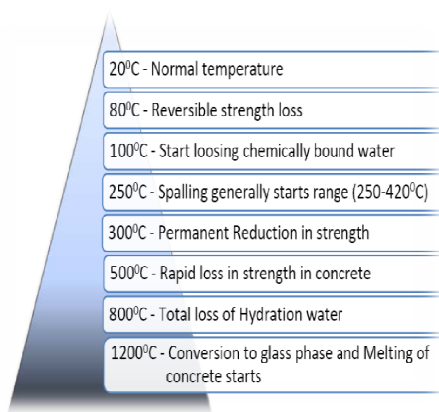 20⁰C - Normal temperature
80⁰C - Reversible strength loss
100⁰C - Start loosing chemically bound water
250⁰C - Spalling generally starts range (250-420⁰C)
300⁰C - Permanent Reduction in strength
500⁰C - Rapid loss in strength in concrete
800⁰C - Total loss of Hydration water
1200⁰C - Conversion to glass phase and Melting of
concrete starts